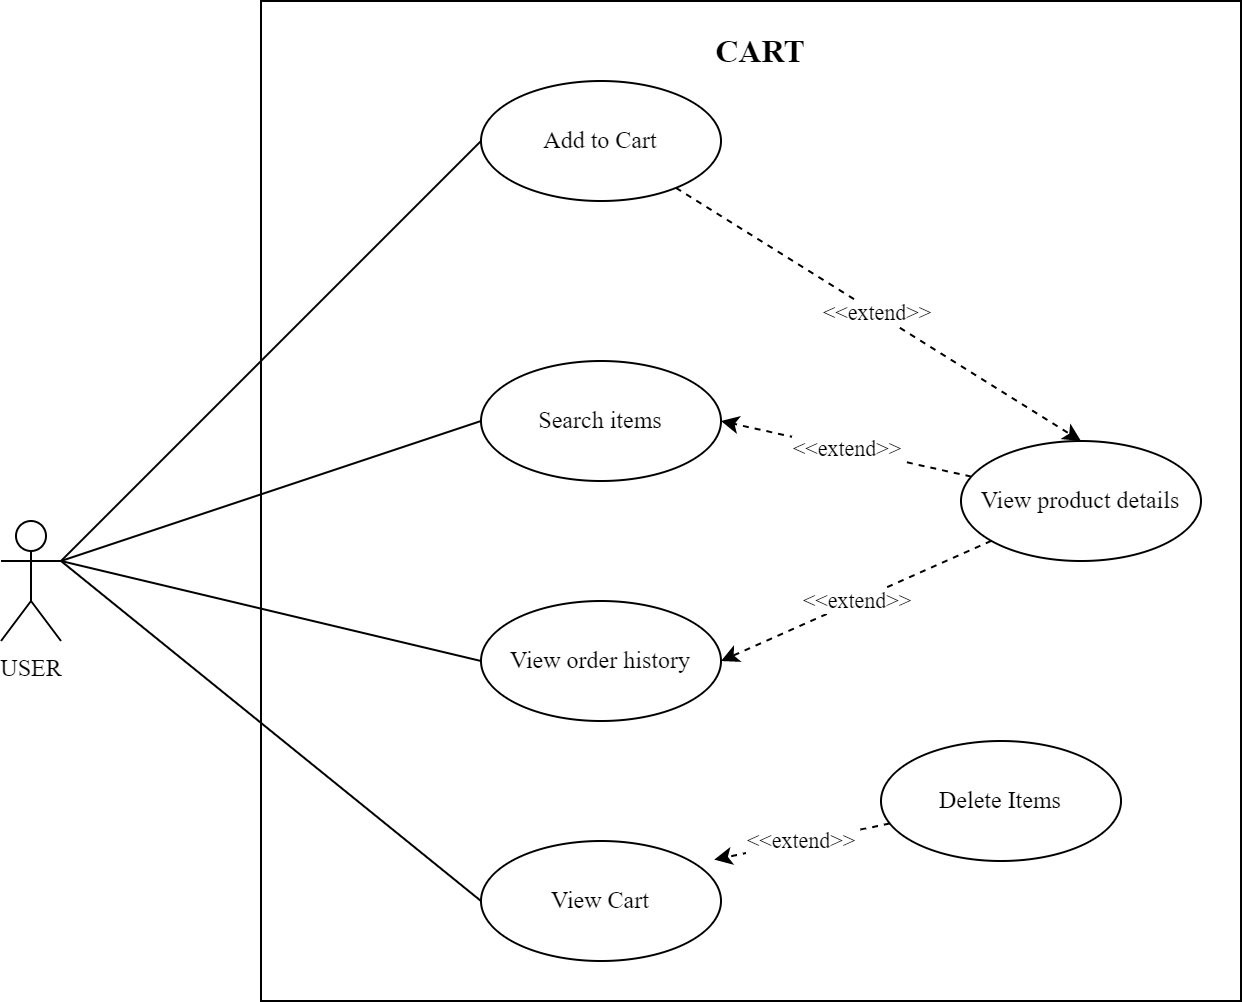 CART
Add to Cart
<<extend>>
Search items
<<extend>>
View product details
<<extend>>
View order history
USER
Delete Items
<<extend>>
View Cart